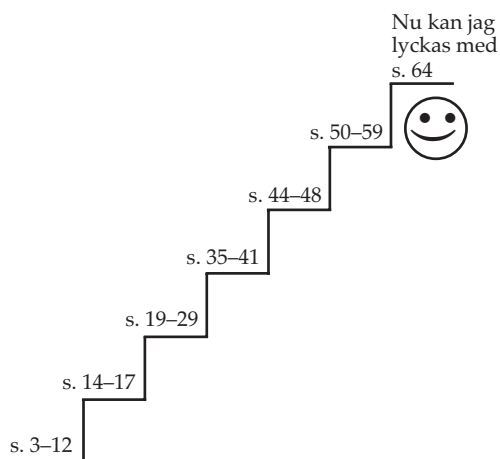 Nu kan jag
lyckas med
s. 64
s. 50–59
s. 44–48
s. 35–41
s. 19–29
s. 14–17
s. 3–12